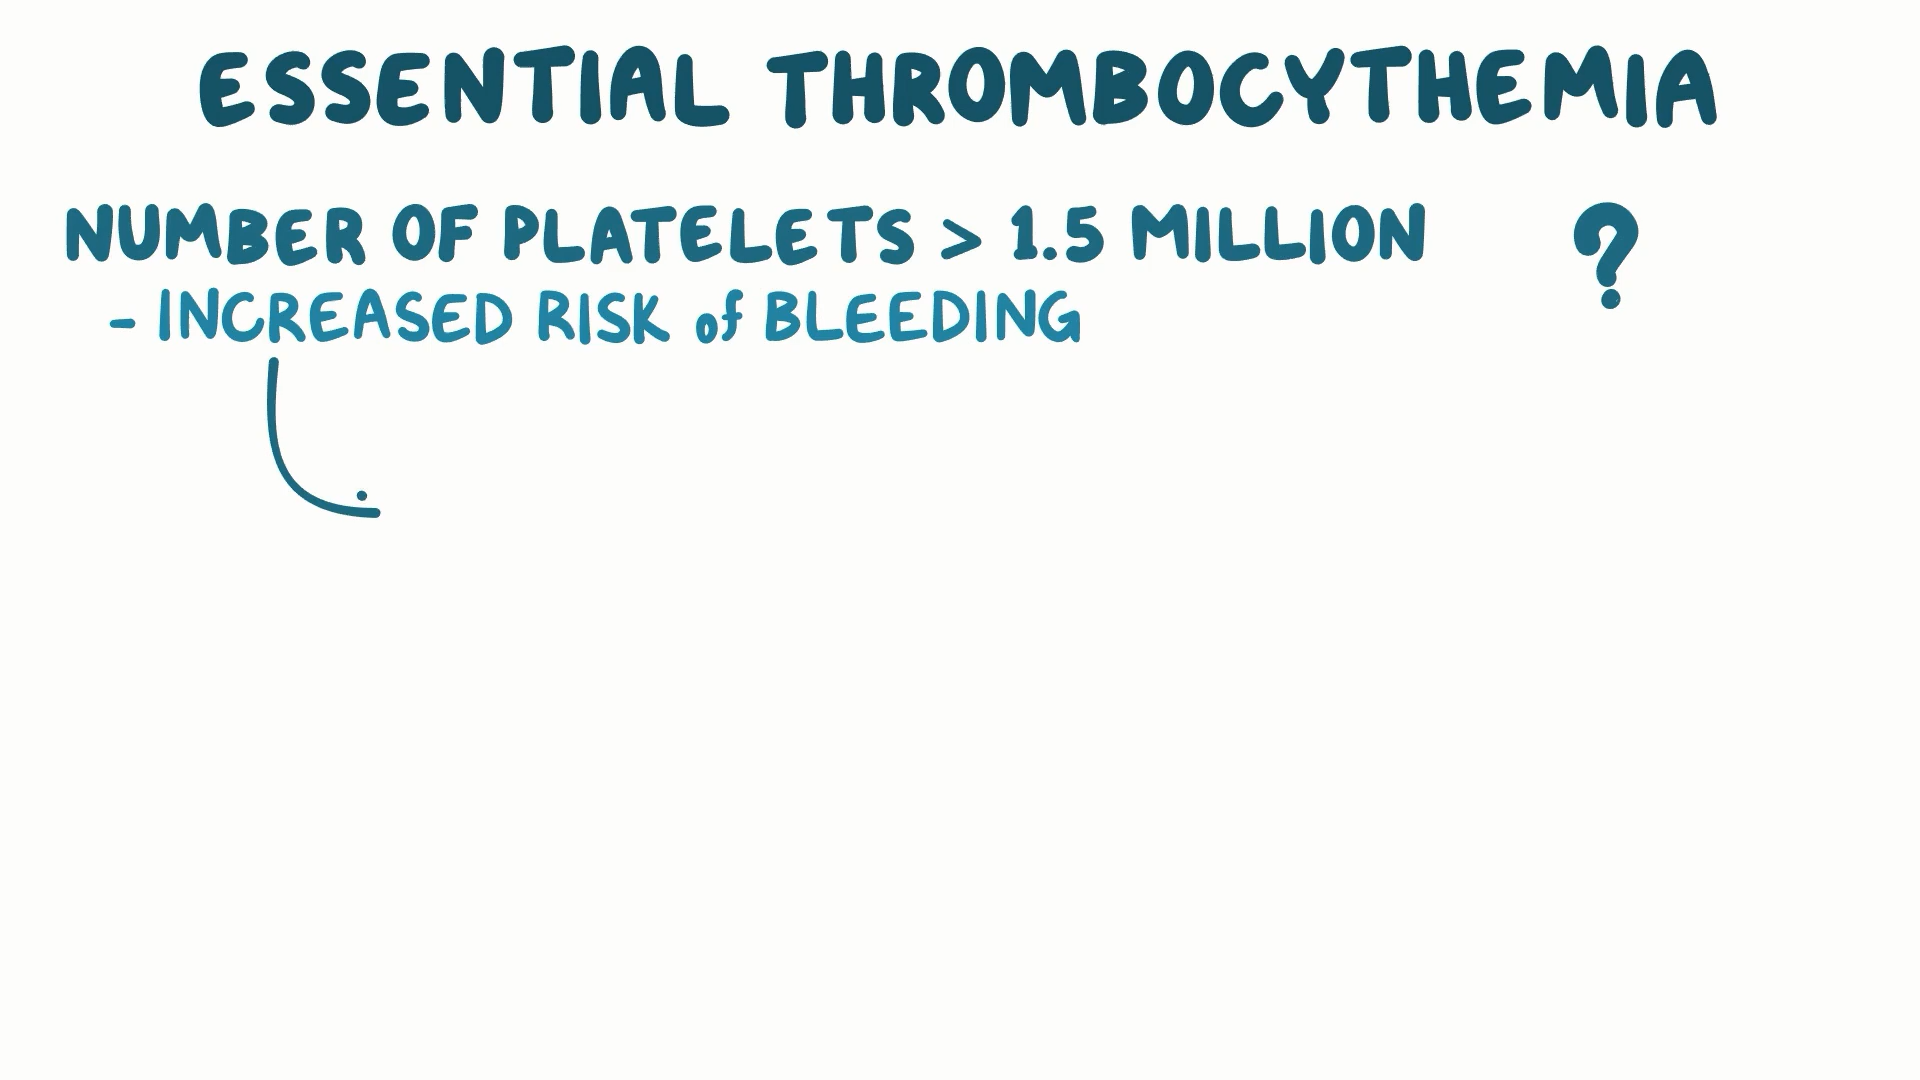 ESSENTIAL THROMBOCYTHEMIA
NUMBER OF PLATELETS > 1.5 MILLION ?
- INCREASED RISK of BLEEDING